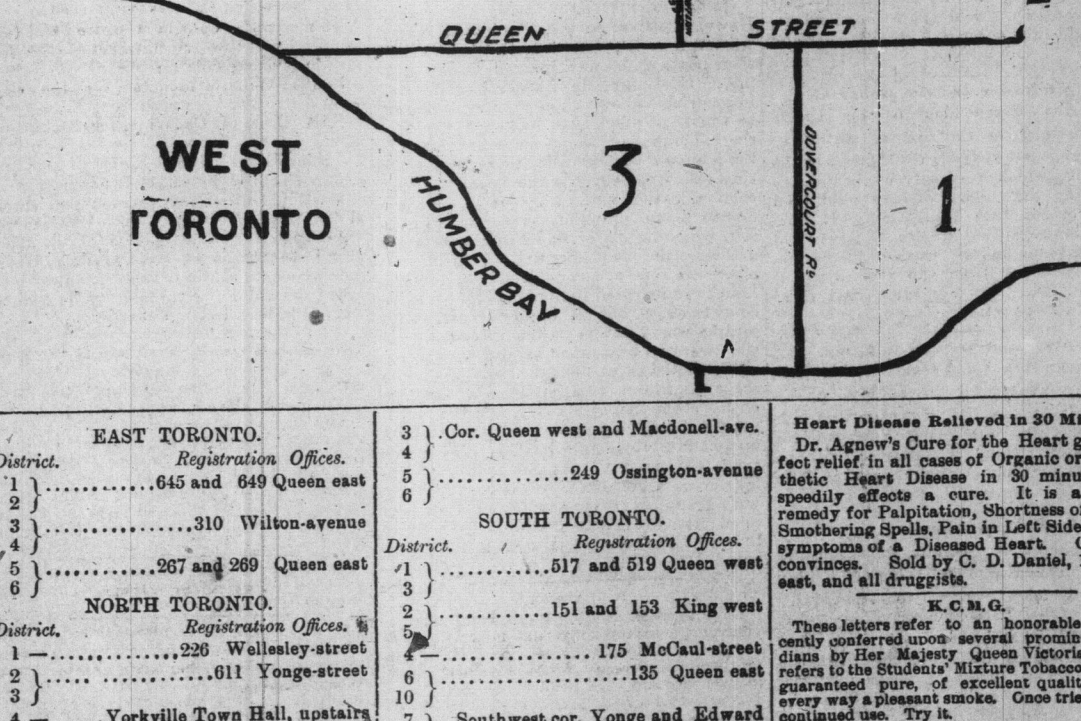 QUEEN STREET
WEST
TORONTO
HUMBER BAY
3
DOVERCOURT Rd
1
EAST TORONTO.
District. Registration Offices.
1 }
2 } 645 and 649 Queen east
3 }
4 } 310 Wilton-avenue
5 }
6 } 267 and 269 Queen east
NORTH TORONTO.
District. Registration Offices.
1 — 226 Wellesley-street
2 }
3 } 611 Yonge-street
4 — Yorkville Town Hall, upstairs
3 }
4 } Cor. Queen west and Macdonell-ave.
5 }
6 } 249 Ossington-avenue
SOUTH TORONTO.
District. Registration Offices.
1 }
3 } 517 and 519 Queen west
2 }
5 } 151 and 153 King west
4 — 175 McCaul-street
6 }
10 } 135 Queen east
7 } Southwest cor. Yonge and Edward
Heart Disease Relieved in 30 Mi
Dr. Agnew's Cure for the Heart g
fect relief in all cases of Organic or
thetic Heart Disease in 30 minu
speedily effects a cure. It is a
remedy for Palpitation, Shortness o
Smothering Spells, Pain in Left Side
symptoms of a Diseased Heart.
convinces. Sold by C. D. Daniel,
east, and all druggists.
K.C.M.G.
These letters refer to an honorable
cently conferred upon several promin
dians by Her Majesty Queen Victoria
refers to the Students' Mixture Tobacco
guaranteed pure, of excellent qualit
every way a pleasant smoke. Once trie
continued use. Try it.